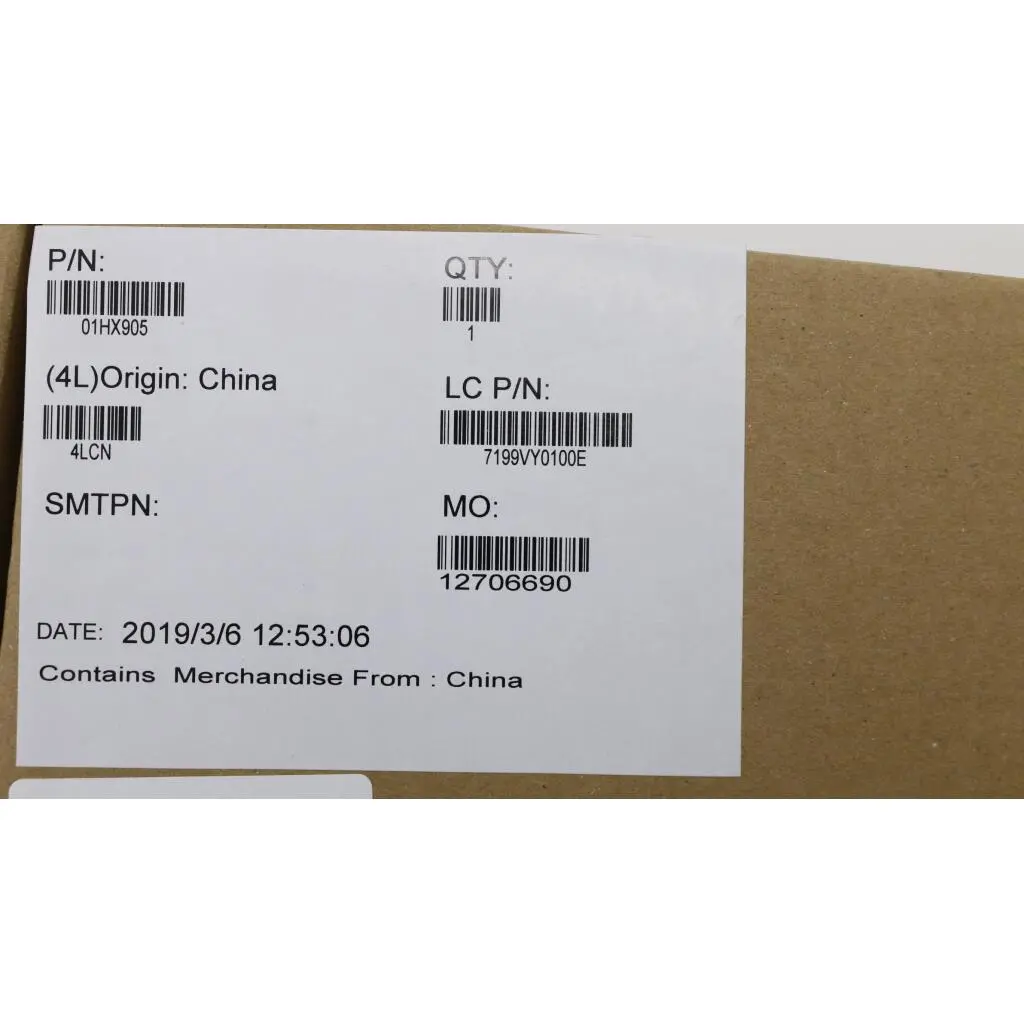 P/N:
01HX905
QTY:
1
(4L)Origin: China
4LCN
LC P/N:
7199VY0100E
SMTPN:
MO:
12706690
DATE: 2019/3/6 12:53:06
Contains Merchandise From : China